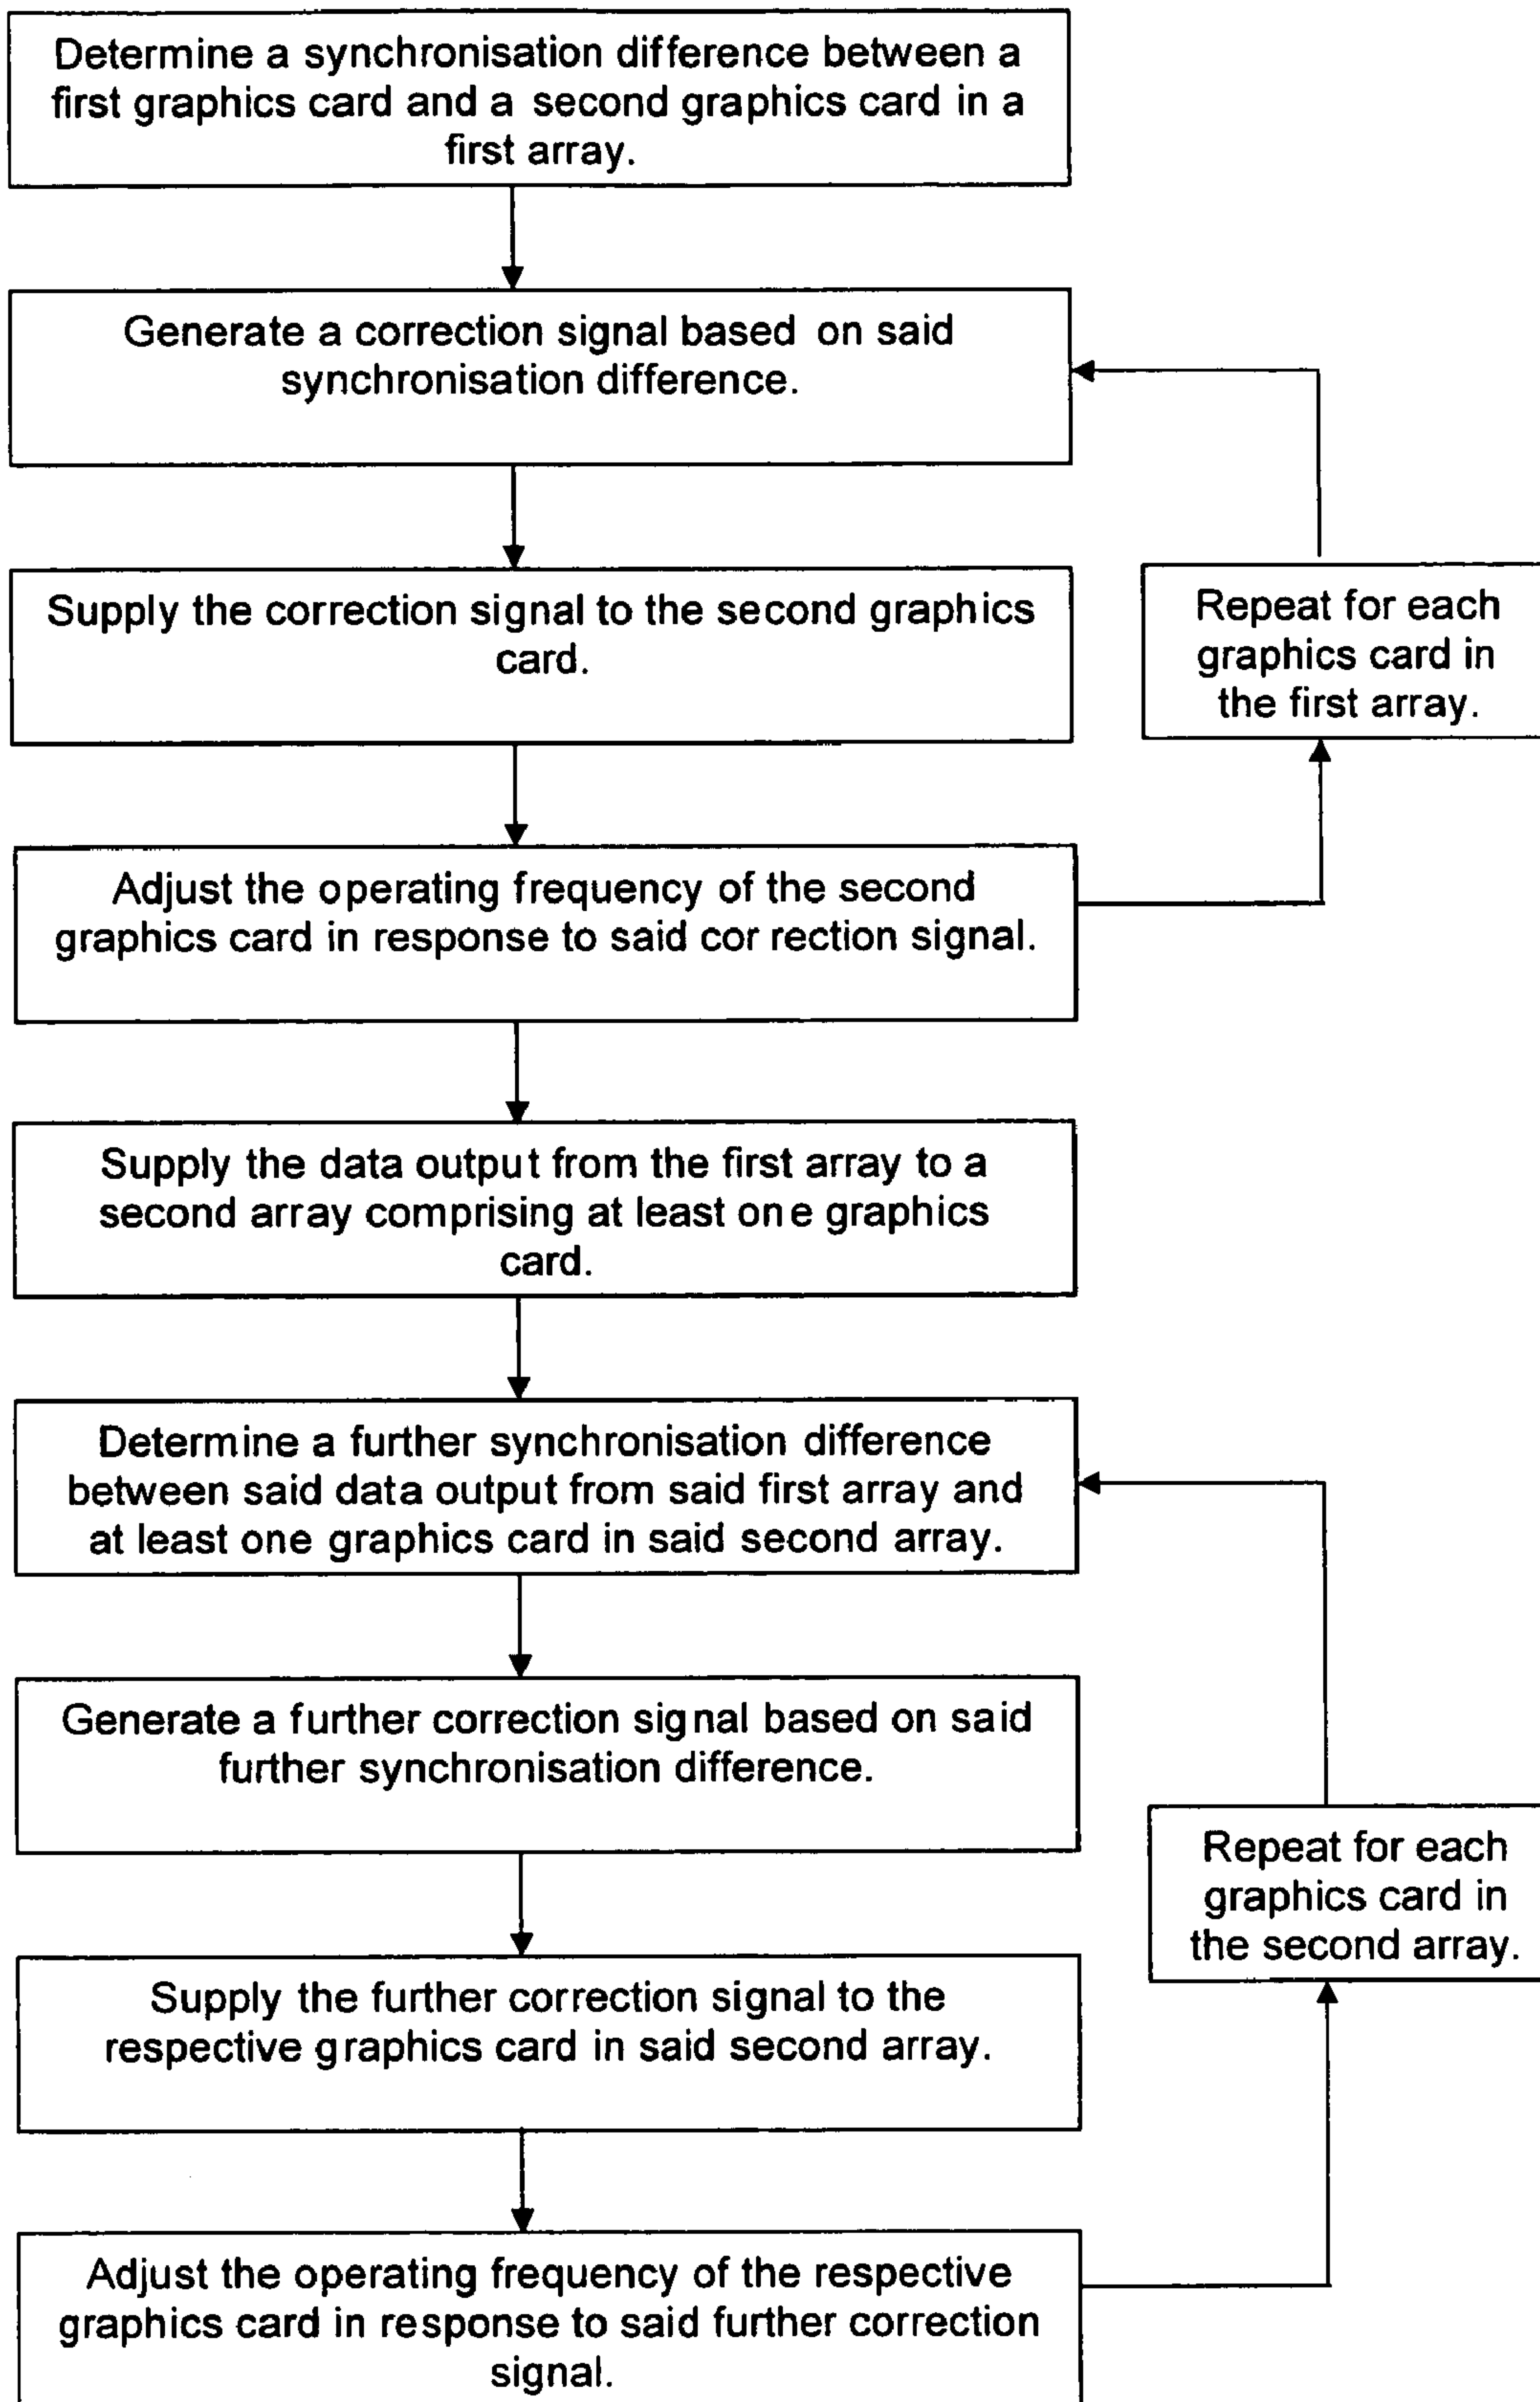 Determine a synchronisation difference between a
first graphics card and a second graphics card in a
first array.
Generate a correction signal based on said
synchronisation difference.
Supply the correction signal to the second graphics
card.
Repeat for each
graphics card in
the first array.
Adjust the operating frequency of the second
graphics card in response to said cor rection signal.
Supply the data output from the first array to a
second array comprising at least one graphics
card.
Determine a further synchronisation difference
between said data output from said first array and
at least one graphics card in said second array.
Generate a further correction signal based on said
further synchronisation difference.
Repeat for each
graphics card in
the second array.
Supply the further correction signal to the
respective graphics card in said second array.
Adjust the operating frequency of the respective
graphics card in response to said further correction
signal.